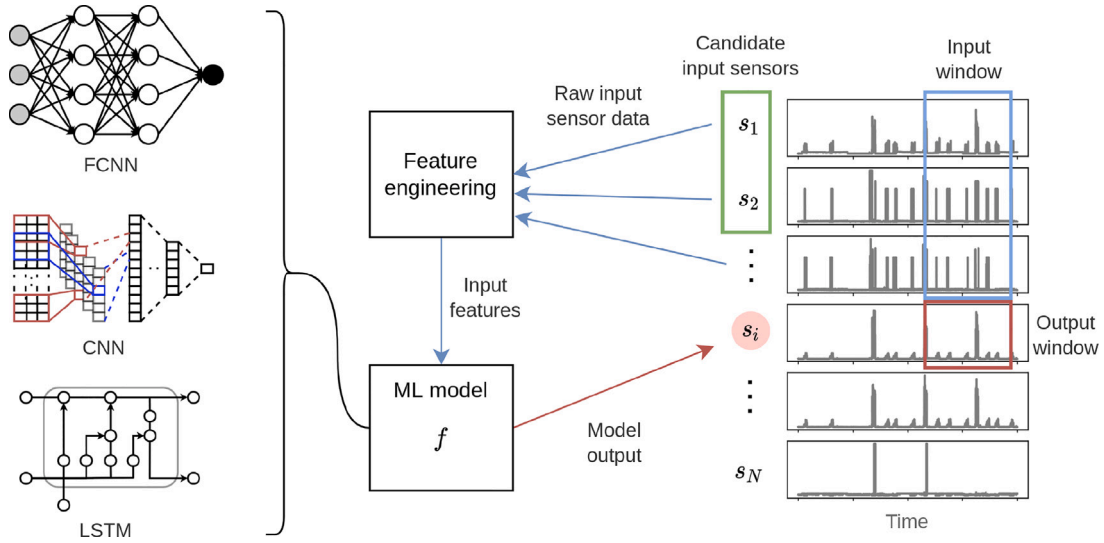 FCNN
CNN
LSTM
Feature
engineering
Input
features
ML model
f
Raw input
sensor data
Model
output
Candidate
input sensors
s1
s2
⋮
si
⋮
sN
Input
window
Output
window
Time